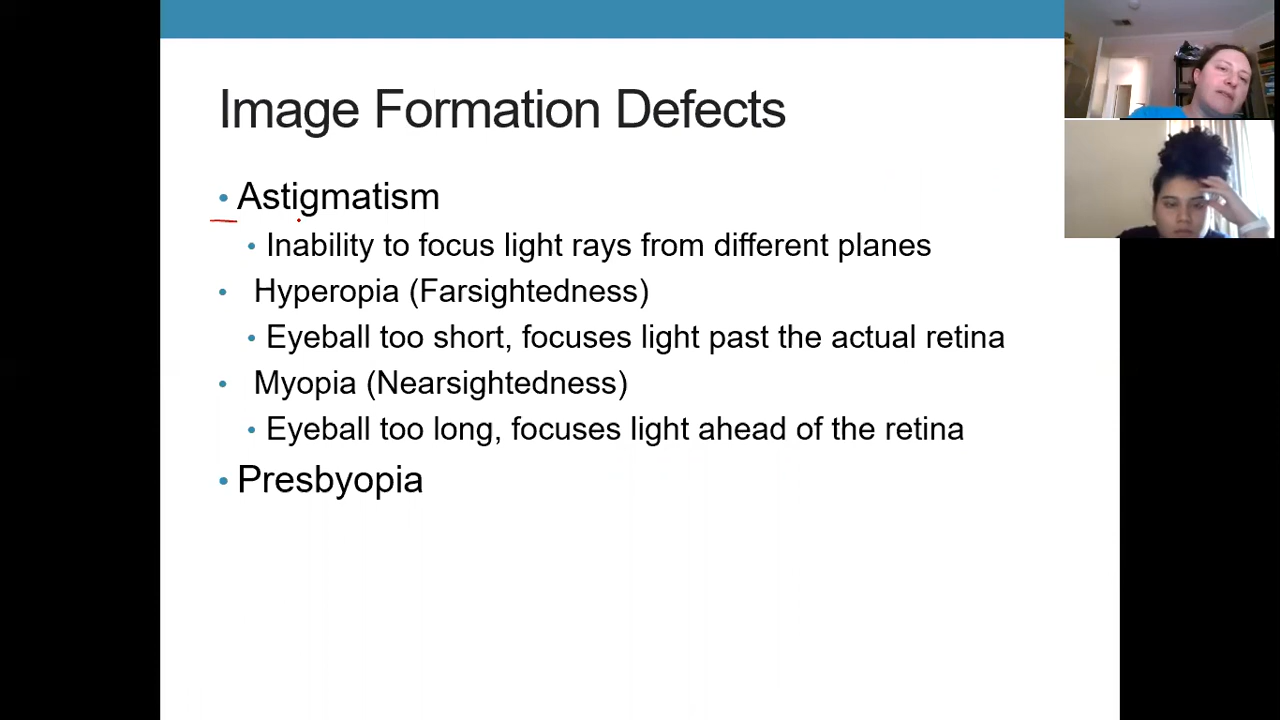 Image Formation Defects
• Astigmatism
• Inability to focus light rays from different planes
• Hyperopia (Farsightedness)
• Eyeball too short, focuses light past the actual retina
• Myopia (Nearsightedness)
• Eyeball too long, focuses light ahead of the retina
• Presbyopia